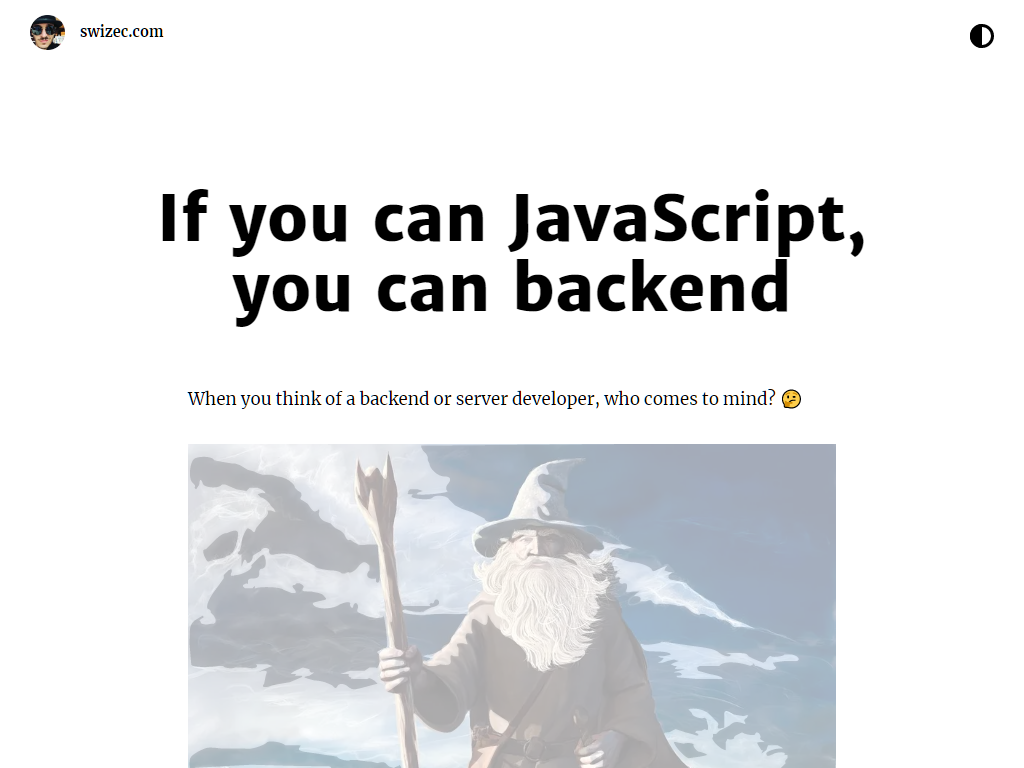 swizec.com
If you can JavaScript,
you can backend
When you think of a backend or server developer, who comes to mind? 🤔